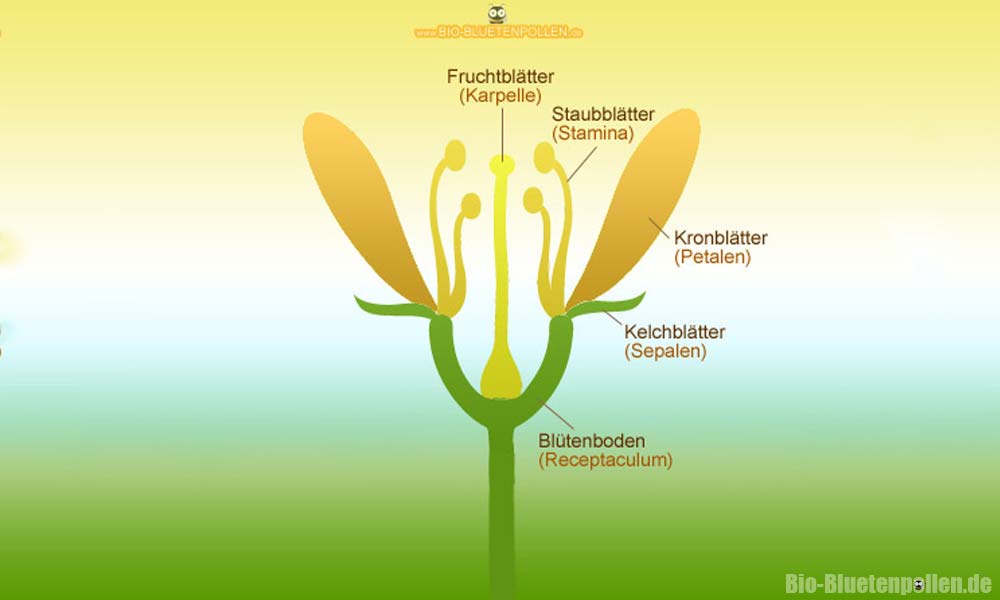 www.BIO-BLUETENPOLLEN.de
Fruchtblätter
(Karpelle)
Staubblätter
(Stamina)
Kronblätter
(Petalen)
Kelchblätter
(Sepalen)
Blütenboden
(Receptaculum)
Bio-Bluetenpollen.de